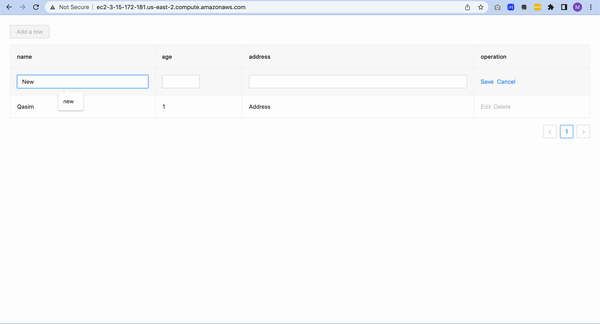 Not Secure | ec2-3-15-172-181.us-east-2.compute.amazonaws.com
M
Add a row
name age address operation
New Save Cancel
new
Qasim 1 Address Edit Delete
< 1 >